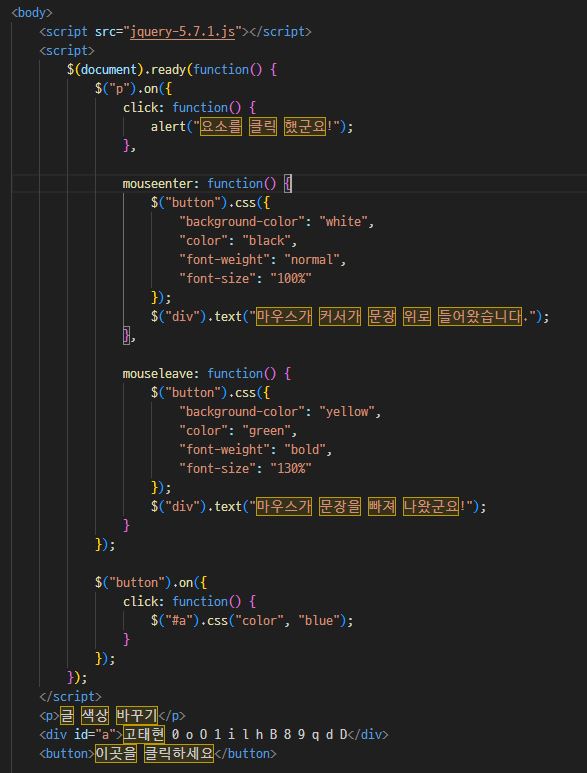 <body>
<script src="jquery-5.7.1.js"></script>
<script>
$(document).ready(function() {
$("p").on({
click: function() {
alert("요소를 클릭 했군요!");
},
mouseenter: function() {
$("button").css({
"background-color": "white",
"color": "black",
"font-weight": "normal",
"font-size": "100%"
});
$("div").text("마우스가 커서가 문장 위로 들어왔습니다.");
},
mouseleave: function() {
$("button").css({
"background-color": "yellow",
"color": "green",
"font-weight": "bold",
"font-size": "130%"
});
$("div").text("마우스가 문장을 빠져 나왔군요!");
}
});
$("button").on({
click: function() {
$("#a").css("color", "blue");
}
});
});
</script>
<p>글 색상 바꾸기</p>
<div id="a">고태현 0 o O 1 i l h B 8 9 q d D</div>
<button>이곳을 클릭하세요</button>